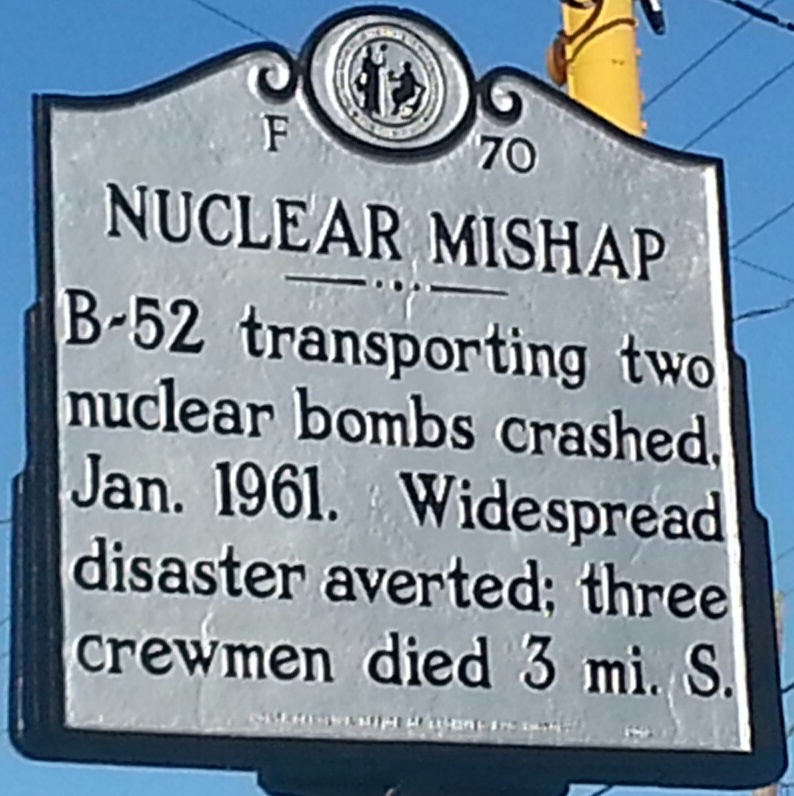 F 70
NUCLEAR MISHAP
B-52 transporting two
nuclear bombs crashed,
Jan. 1961. Widespread
disaster averted; three
crewmen died 3 mi. S.